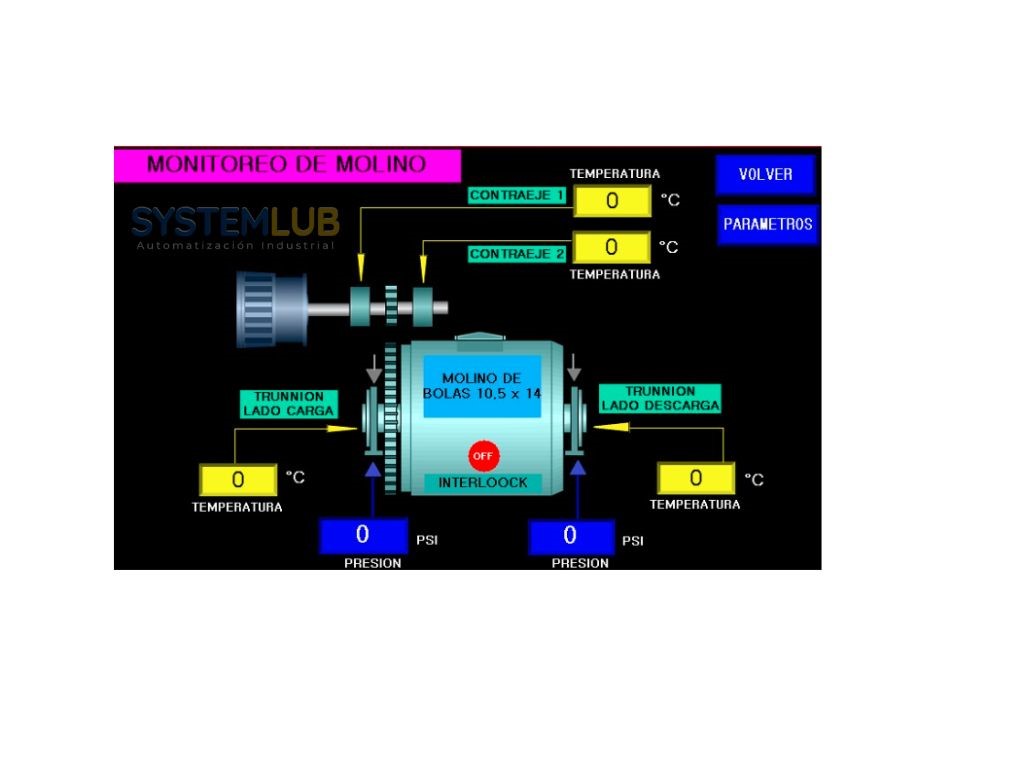 MONITOREO DE MOLINO
SYSTEMLUB
Automatización Industrial
TEMPERATURA
CONTRAEJE 1
0 °C
VOLVER
PARAMETROS
0 °C
CONTRAEJE 2
TEMPERATURA
MOLINO DE
BOLAS 10,5 x 14
TRUNNION
LADO CARGA
TRUNNION
LADO DESCARGA
OFF
INTERLOOCK
0 °C
TEMPERATURA
0 °C
TEMPERATURA
0 PSI
PRESION
0 PSI
PRESION